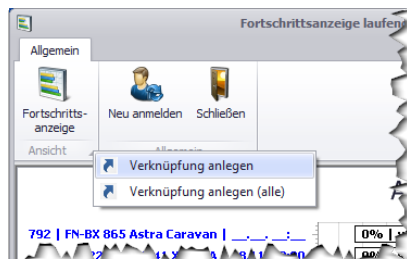 Fortschrittsanzeige
Allgemein
Fortschritts-
anzeige
Neu anmelden
Schließen
Ansicht
Verknüpfung anlegen
Verknüpfung anlegen (alle)
792 | FN-BX 865 Astra Caravan | __.__.__:__
0%